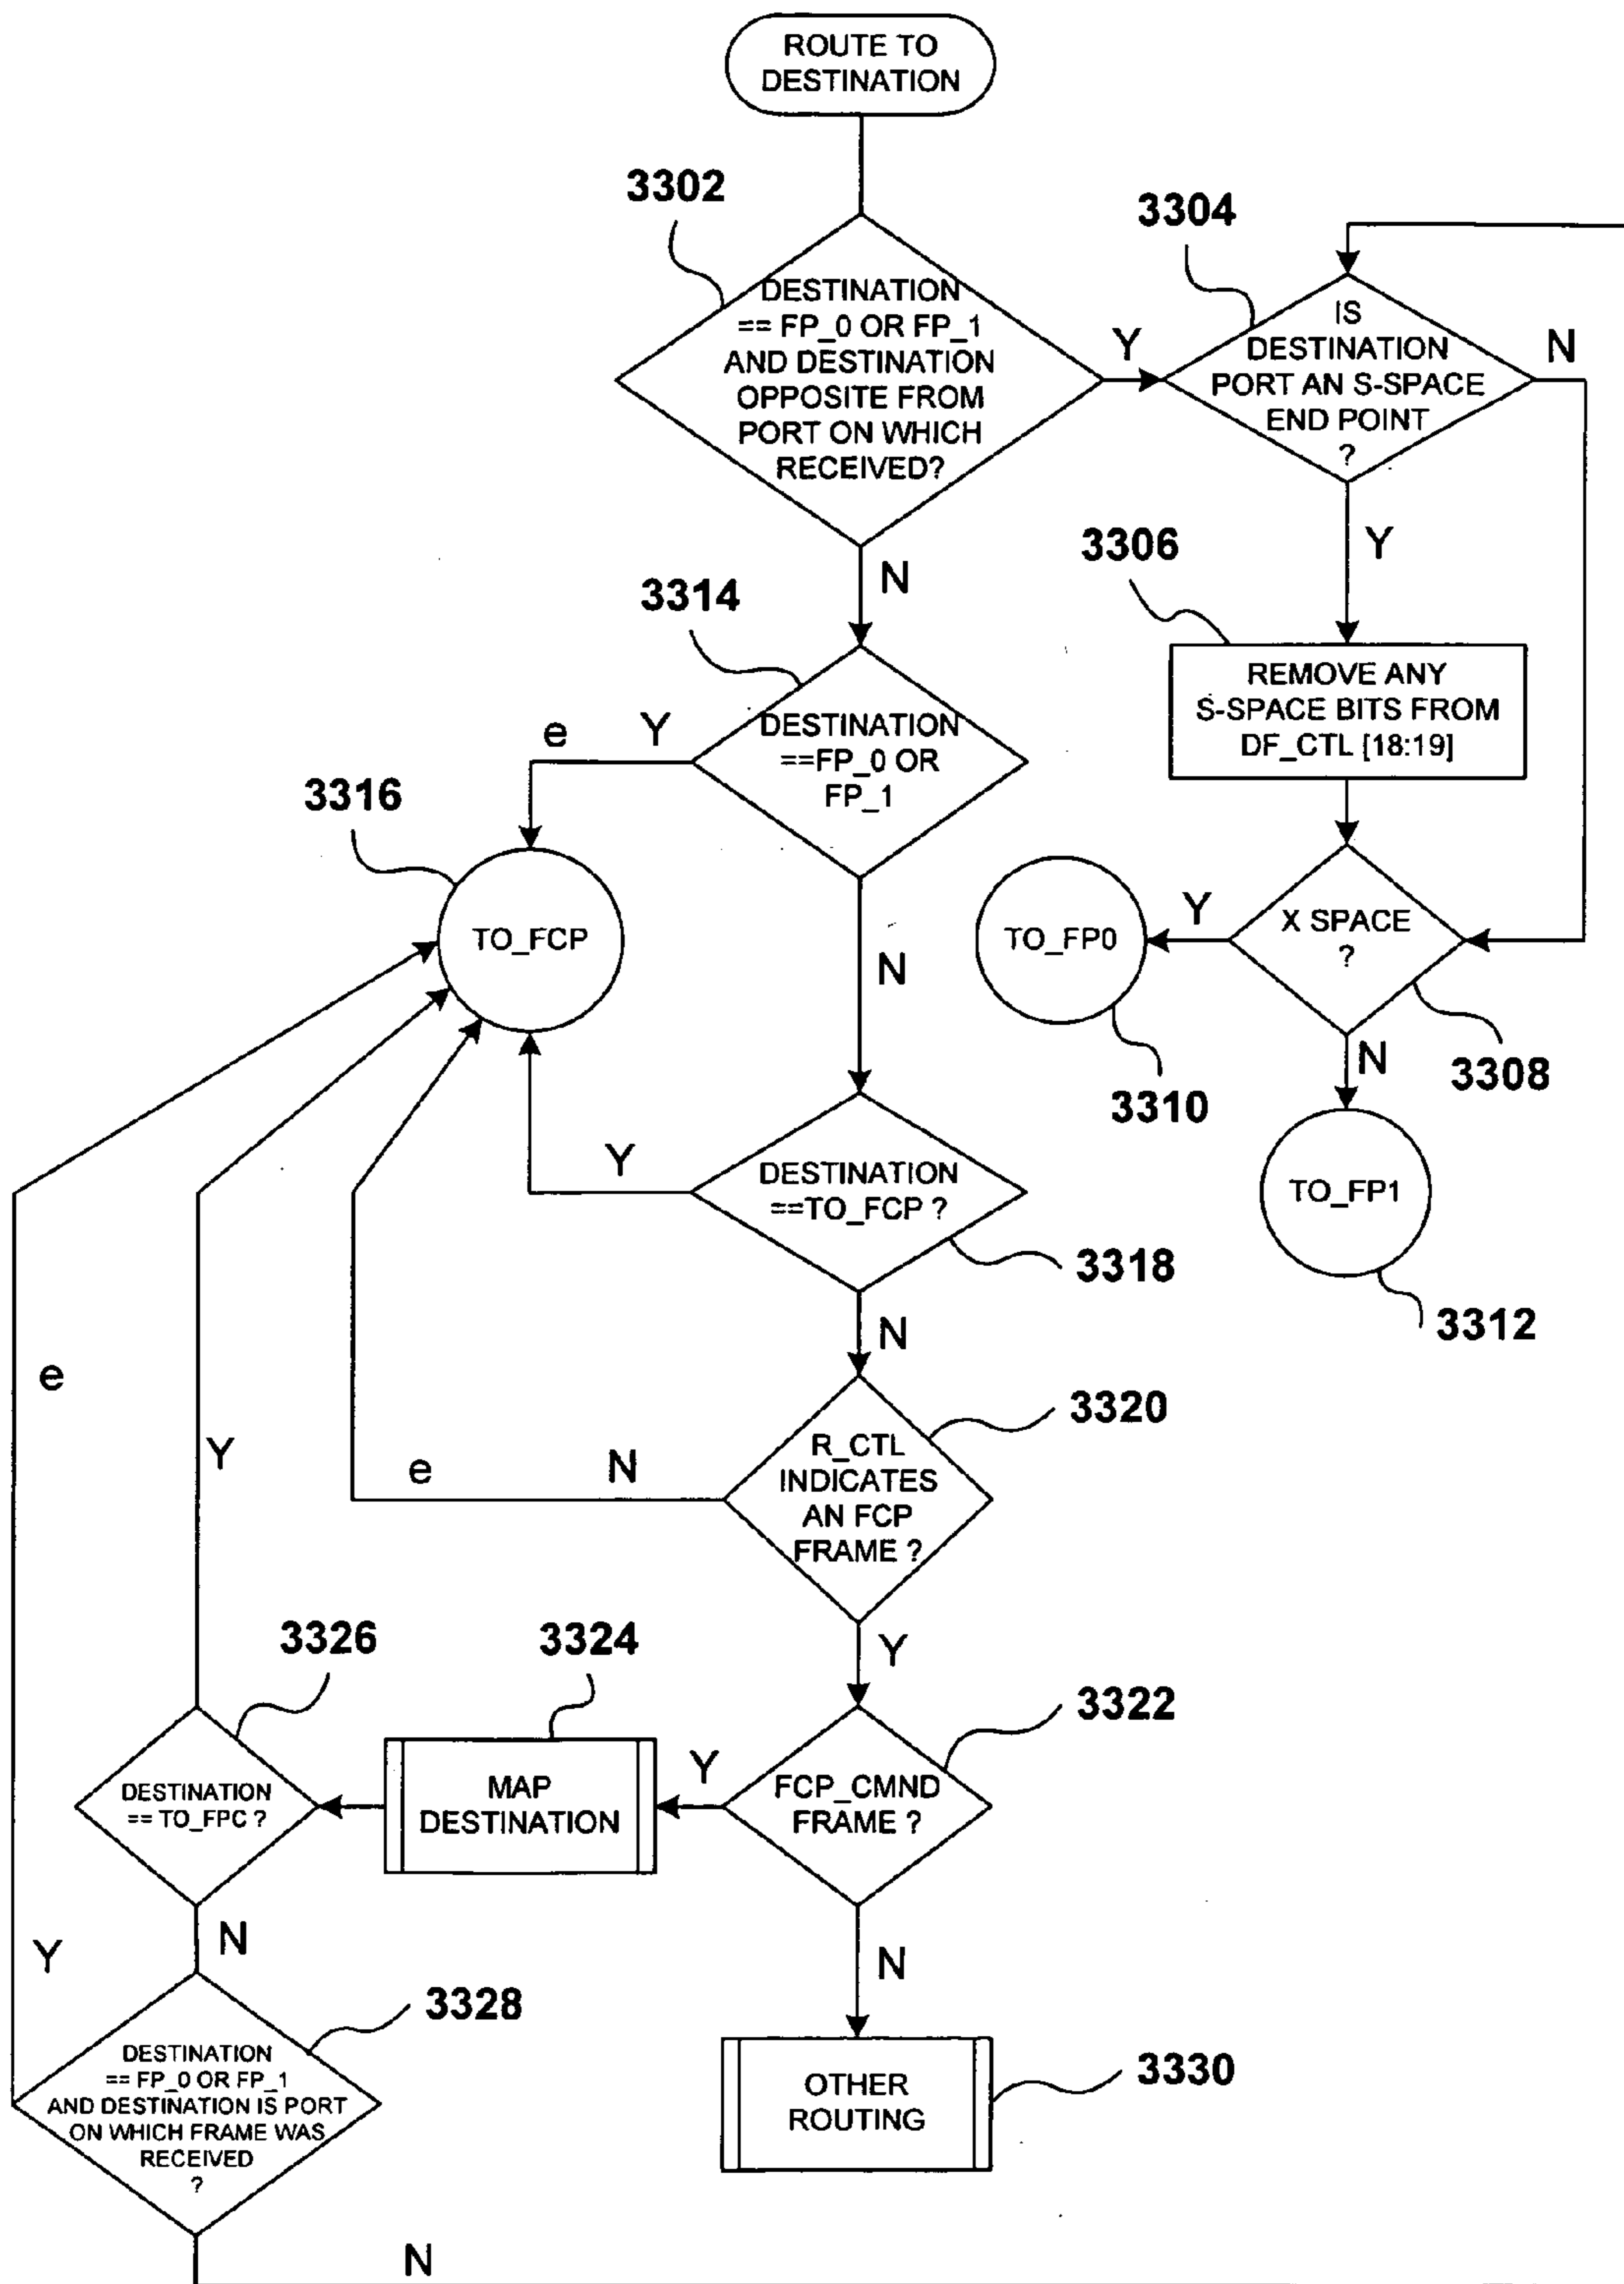 ROUTE TO
DESTINATION
3302
3304
DESTINATION
== FP_0 OR FP_1
AND DESTINATION
OPPOSITE FROM
PORT ON WHICH
RECEIVED?
Y
IS
DESTINATION
PORT AN S-SPACE
END POINT
?
N
Y
3306
N
3314
REMOVE ANY
S-SPACE BITS FROM
DF_CTL [18:19]
e
Y
DESTINATION
==FP_0 OR
FP_1
3316
TO_FCP
N
TO_FP0
Y
X SPACE
?
3308
3310
N
TO_FP1
3312
Y
DESTINATION
==TO_FCP ?
3318
N
3320
e
Y
e
N
R_CTL
INDICATES
AN FCP
FRAME ?
Y
3326
3324
3322
DESTINATION
== TO_FPC ?
MAP
DESTINATION
Y
FCP_CMND
FRAME ?
N
Y
N
3328
DESTINATION
== FP_0 OR FP_1
AND DESTINATION IS PORT
ON WHICH FRAME WAS
RECEIVED
?
OTHER
ROUTING
3330
N